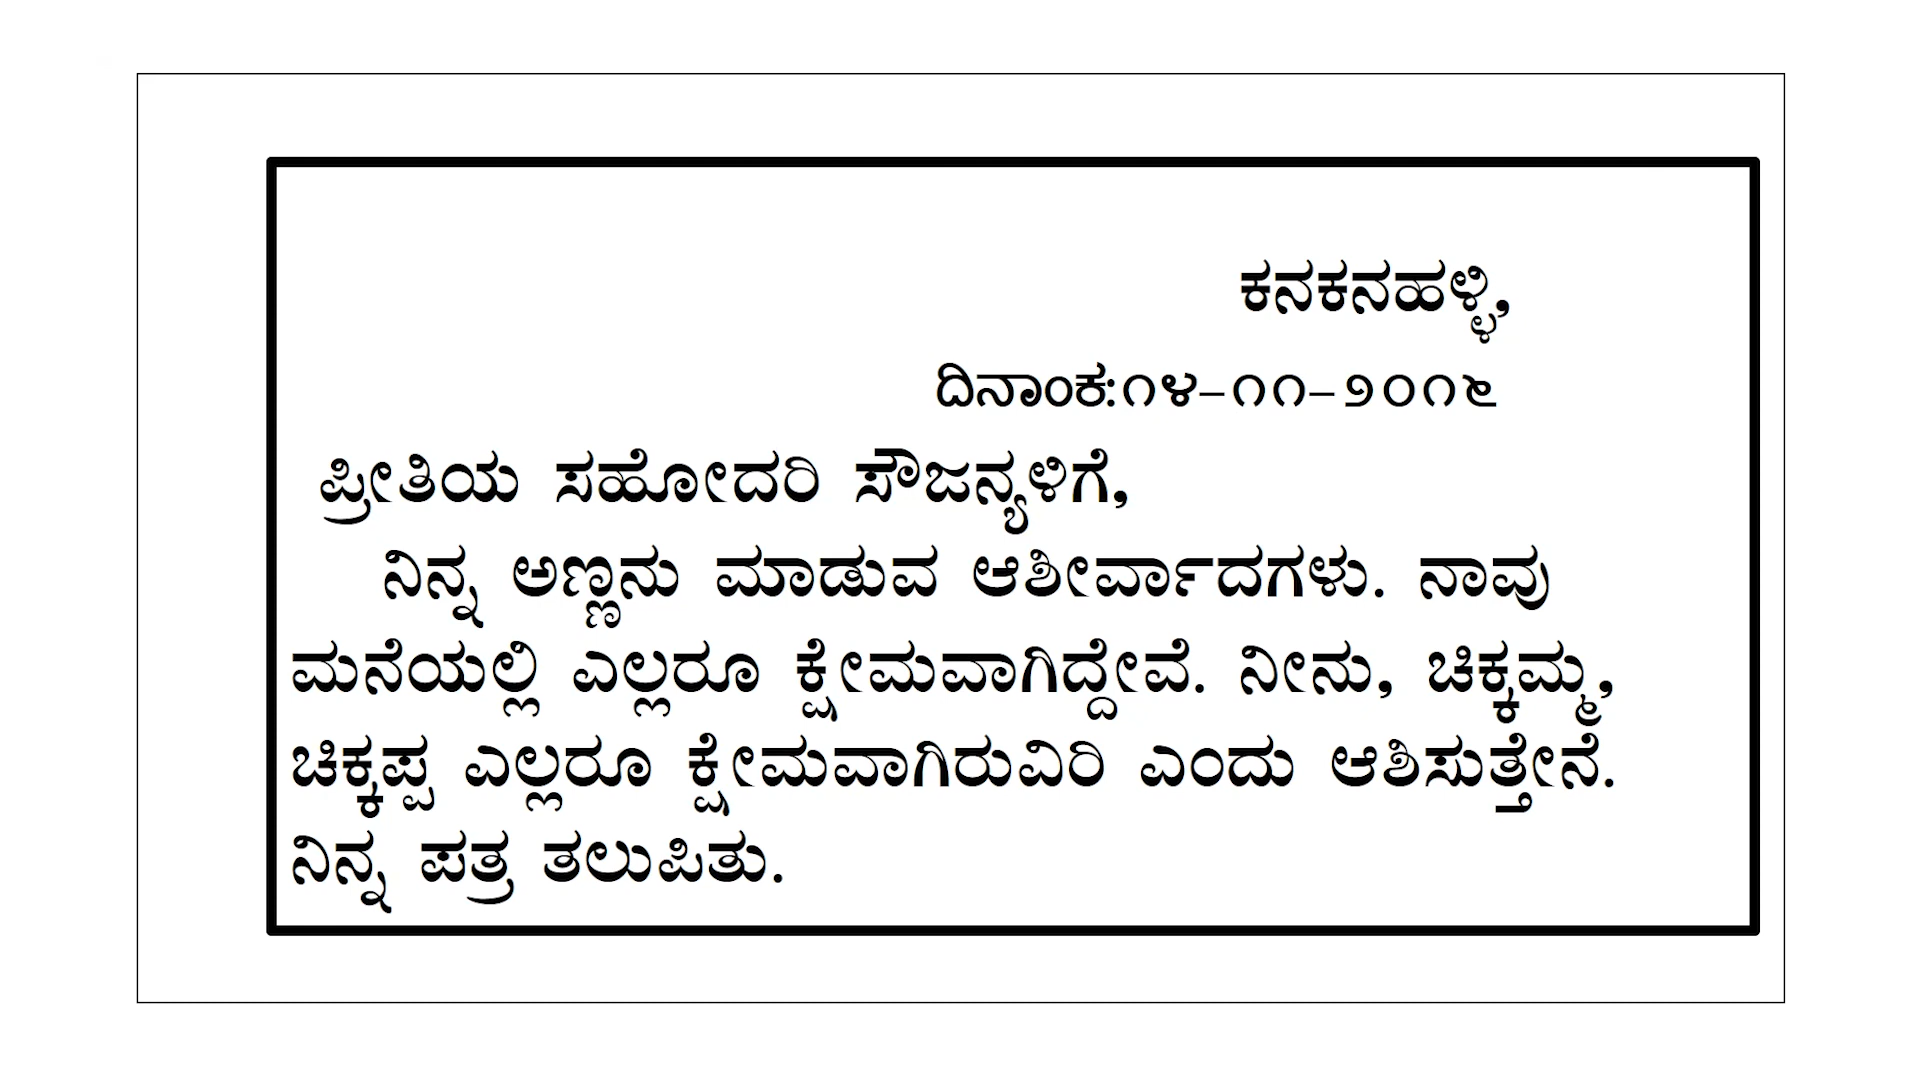 ಕನಕನಹಳ್ಳಿ,
ದಿನಾಂಕ:೧೪-೧೧-೨೦೧೬
ಪ್ರೀತಿಯ ಸಹೋದರಿ ಸೌಜನ್ಯಳಿಗೆ,
ನಿನ್ನ ಅಣ್ಣನು ಮಾಡುವ ಆಶೀರ್ವಾದಗಳು. ನಾವು
ಮನೆಯಲ್ಲಿ ಎಲ್ಲರೂ ಕ್ಷೇಮವಾಗಿದ್ದೇವೆ. ನೀನು, ಚಿಕ್ಕಮ್ಮ,
ಚಿಕ್ಕಪ್ಪ ಎಲ್ಲರೂ ಕ್ಷೇಮವಾಗಿರುವಿರಿ ಎಂದು ಆಶಿಸುತ್ತೇನೆ.
ನಿನ್ನ ಪತ್ರ ತಲುಪಿತು.